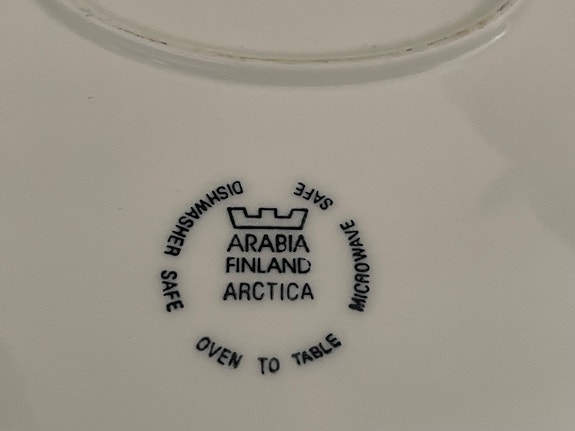 ARABIA
FINLAND
ARCTICA
DISHWASHER SAFE
OVEN TO TABLE
MICROWAVE SAFE